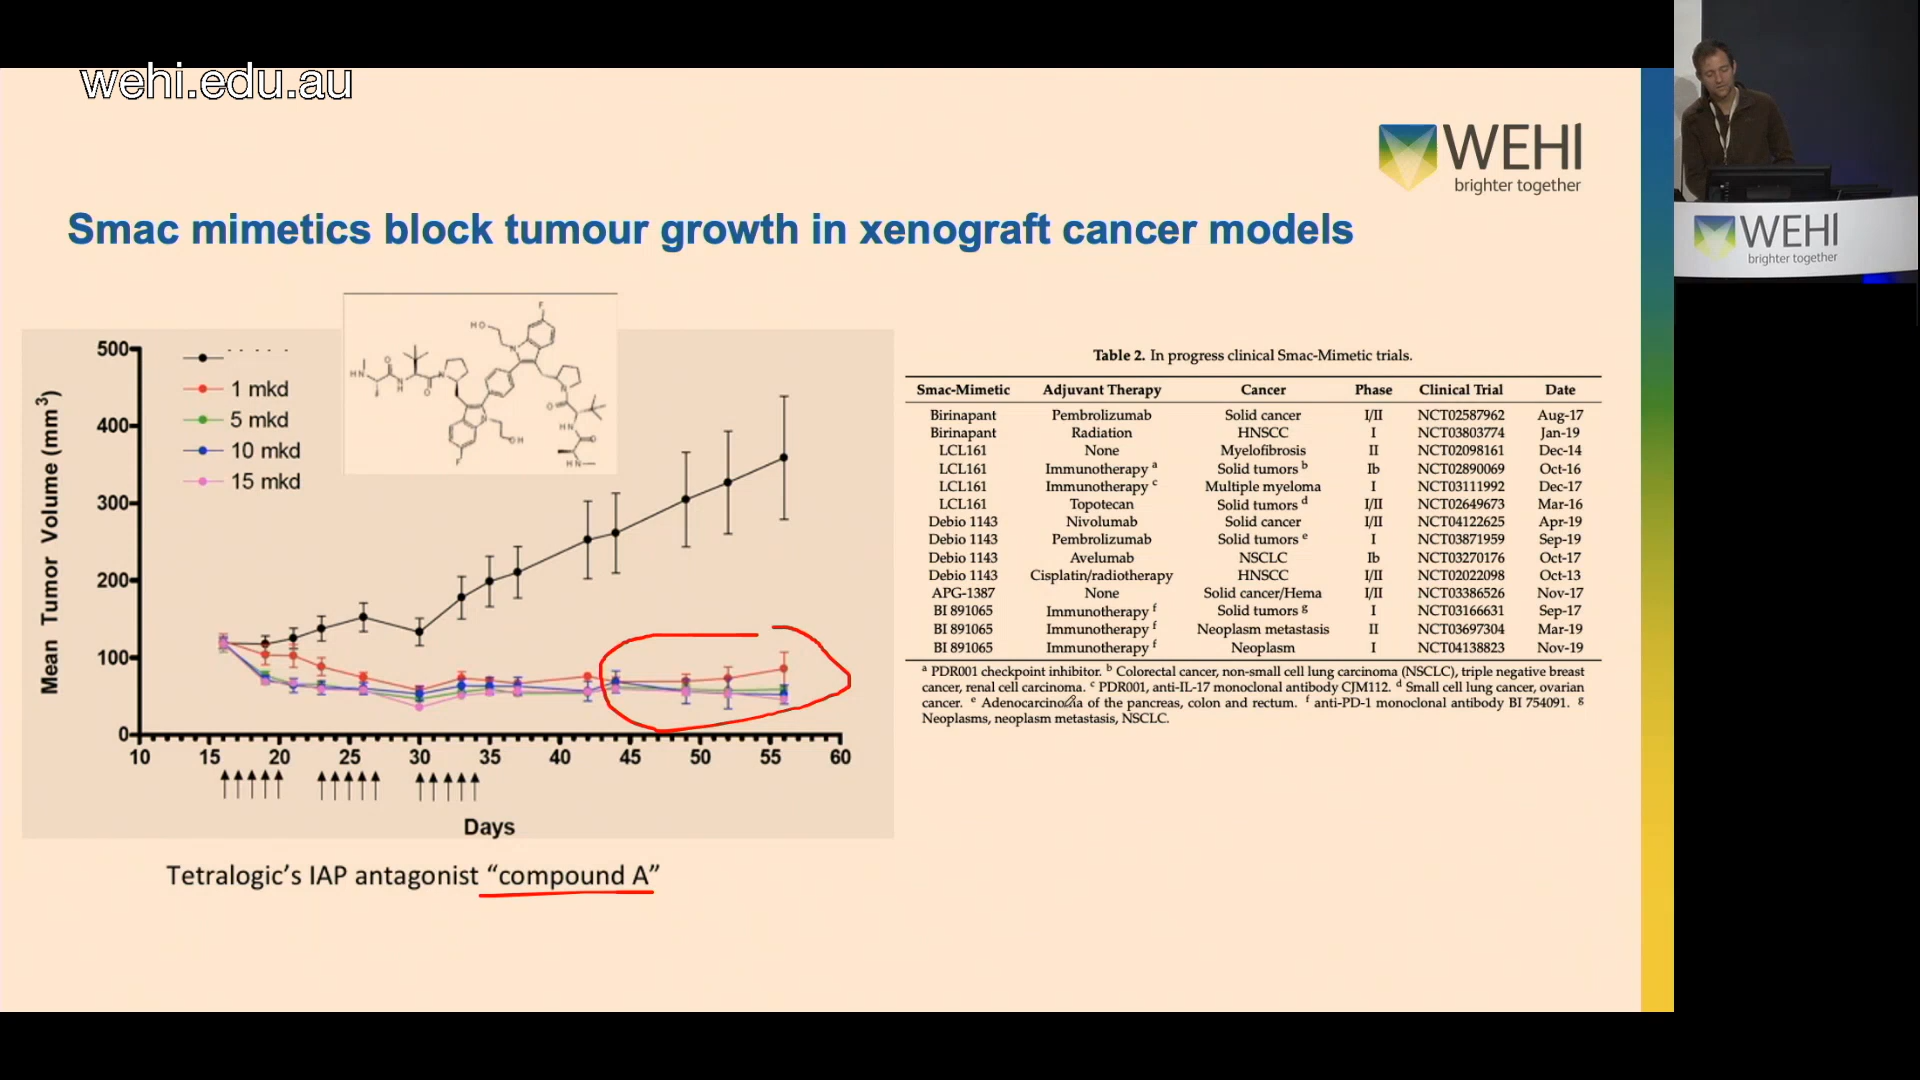 wehi.edu.au
WEHI
brighter together
Smac mimetics block tumour growth in xenograft cancer models
500
400
300
200
100
0
Mean Tumor Volume (mm3)
1 mkd
5 mkd
10 mkd
15 mkd
HO
F
HN
O
HN
O
N
N
N
O
N
OH
HN
O
F
HN
10 15 20 25 30 35 40 45 50 55 60
Days
Tetralogic’s IAP antagonist “compound A”
Table 2. In progress clinical Smac-Mimetic trials.
Smac-Mimetic Adjuvant Therapy Cancer Phase Clinical Trial Date
Birinapant Pembrolizumab Solid cancer I/II NCT02587962 Aug-17
Birinapant Radiation HNSCC I NCT03803774 Jan-19
LCL161 None Myelofibrosis II NCT02098161 Dec-14
LCL161 Immunotherapy a Solid tumors b Ib NCT02890069 Oct-16
LCL161 Immunotherapy c Multiple myeloma I NCT03111992 Dec-17
LCL161 Topotecan Solid tumors d I/II NCT02649673 Mar-16
Debio 1143 Nivolumab Solid cancer I/II NCT04122625 Apr-19
Debio 1143 Pembrolizumab Solid tumors e I NCT03871959 Sep-19
Debio 1143 Avelumab NSCLC Ib NCT03270176 Oct-17
Debio 1143 Cisplatin/radiotherapy HNSCC I/II NCT02022098 Oct-13
APG-1387 None Solid cancer/Hema I/II NCT03386526 Nov-17
BI 891065 Immunotherapy f Solid tumors g I NCT03166631 Sep-17
BI 891065 Immunotherapy f Neoplasm metastasis II NCT03697304 Mar-19
BI 891065 Immunotherapy f Neoplasm I NCT04138823 Nov-19
a PDR001 checkpoint inhibitor. b Colorectal cancer, non-small cell lung carcinoma (NSCLC), triple negative breast
cancer, renal cell carcinoma. c PDR001, anti-IL-17 monoclonal antibody CJM112. d Small cell lung cancer, ovarian
cancer. e Adenocarcinoma of the pancreas, colon and rectum. f anti-PD-1 monoclonal antibody BI 754091. g
Neoplasms, neoplasm metastasis, NSCLC.
WEHI
brighter together